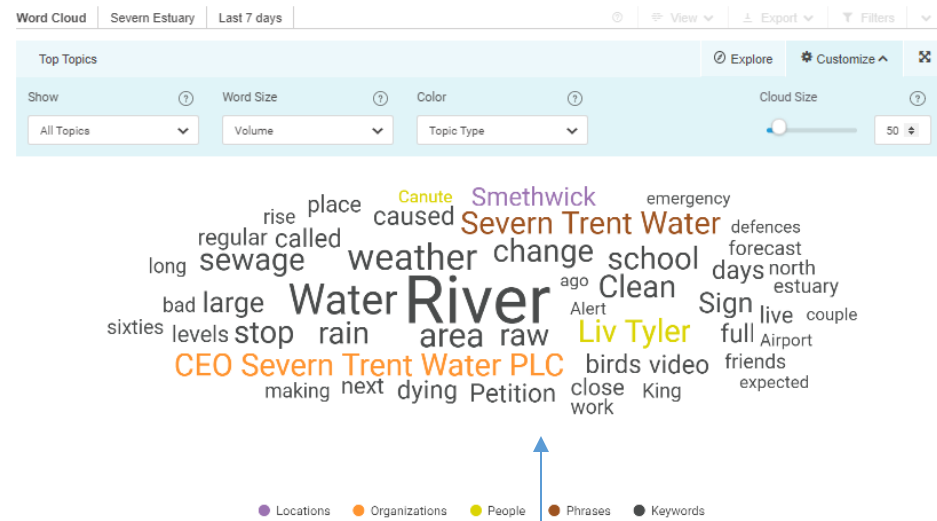 Word Cloud Severn Estuary Last 7 days View Export Filters
Top Topics Explore Customize
Show Word Size Color Cloud Size
All Topics Volume Topic Type 50
Canute Smethwick emergency
rise place caused Severn Trent Water defences
regular called weather change school forecast
long sewage days north
bad large Water River ago Clean Sign estuary
Alert live couple
sixties levels stop rain area raw Liv Tyler full Airport
CEO Severn Trent Water PLC birds video friends
making next dying Petition close King expected
work
Locations Organizations People Phrases Keywords